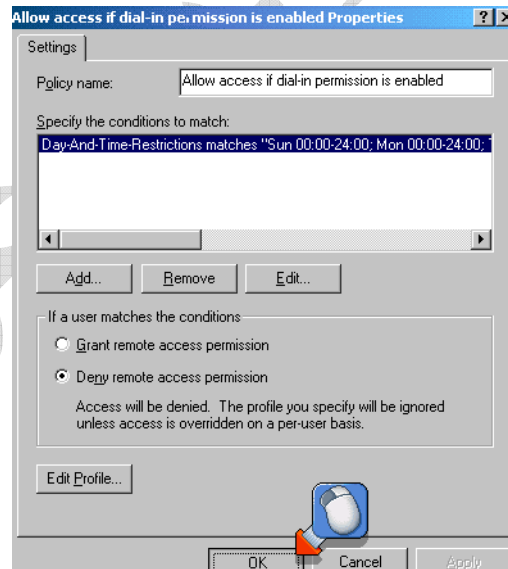 Allow access if dial-in permission is enabled Properties
Settings
Policy name: Allow access if dial-in permission is enabled
Specify the conditions to match:
Day-And-Time-Restrictions matches "Sun 00:00-24:00; Mon 00:00-24:00;
Add... Remove Edit...
If a user matches the conditions
Grant remote access permission
Deny remote access permission
Access will be denied. The profile you specify will be ignored
unless access is overridden on a per-user basis.
Edit Profile...
OK Cancel Apply